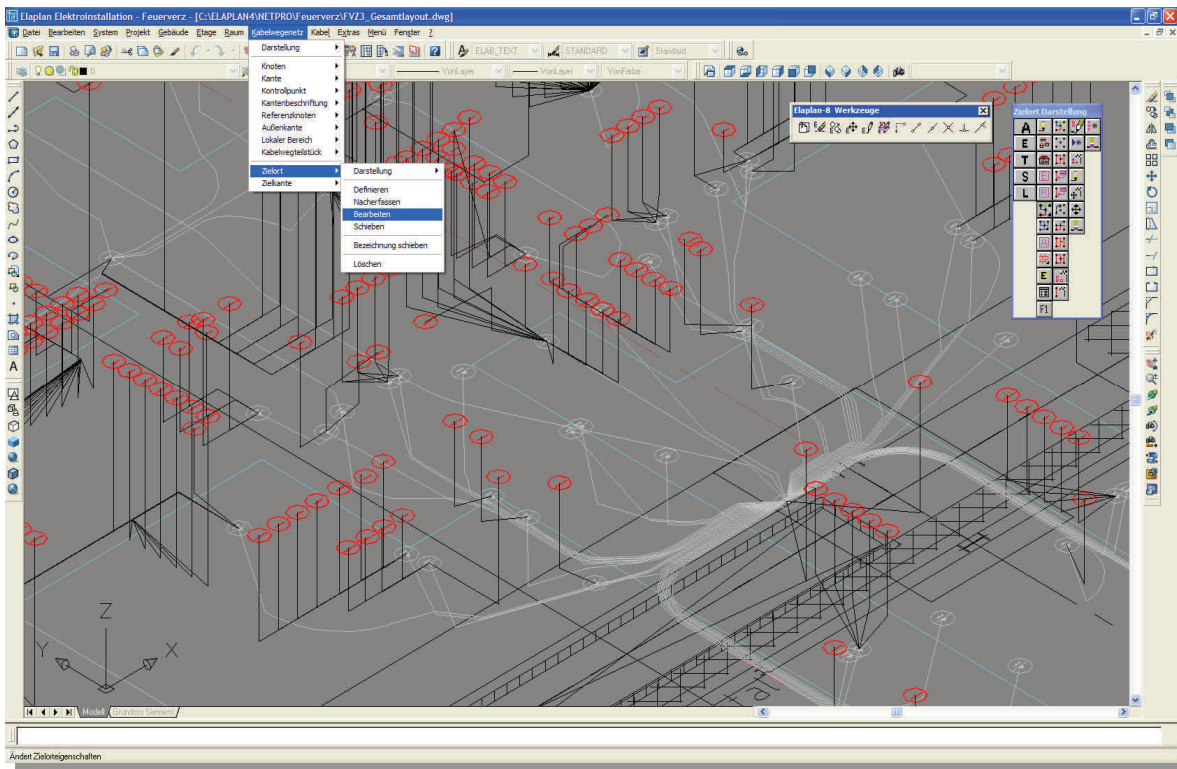 Elaplan Elektroinstallation - Feuerverz - [C:\ELAPLAN4\NETPRO\Feuerverz\FVZ3_Gesamtlayout.dwg]
Datei Bearbeiten System Projekt Gebäude Etage Raum Kabelwegenetz Kabel Extras Menü Fenster ?
ELAB_TEXT STANDARD Standard
0 VonLayer VonLayer VonFarbe
Darstellung
Knoten
Kante
Kontrollpunkt
Kantenbeschriftung
Referenzknoten
Außenkante
Lokaler Bereich
Kabelwegteilstück
Zielort
Zielkante
Darstellung
Definieren
Nacherfassen
Bearbeiten
Schieben
Bezeichnung schieben
Löschen
Elaplan-8 Werkzeuge
Zielort Darstellung
A
E
T
S E
L
A
E
F1
A
Z
Y X
Modell Grundriss Siemens
Ändert Zielorteigenschaften